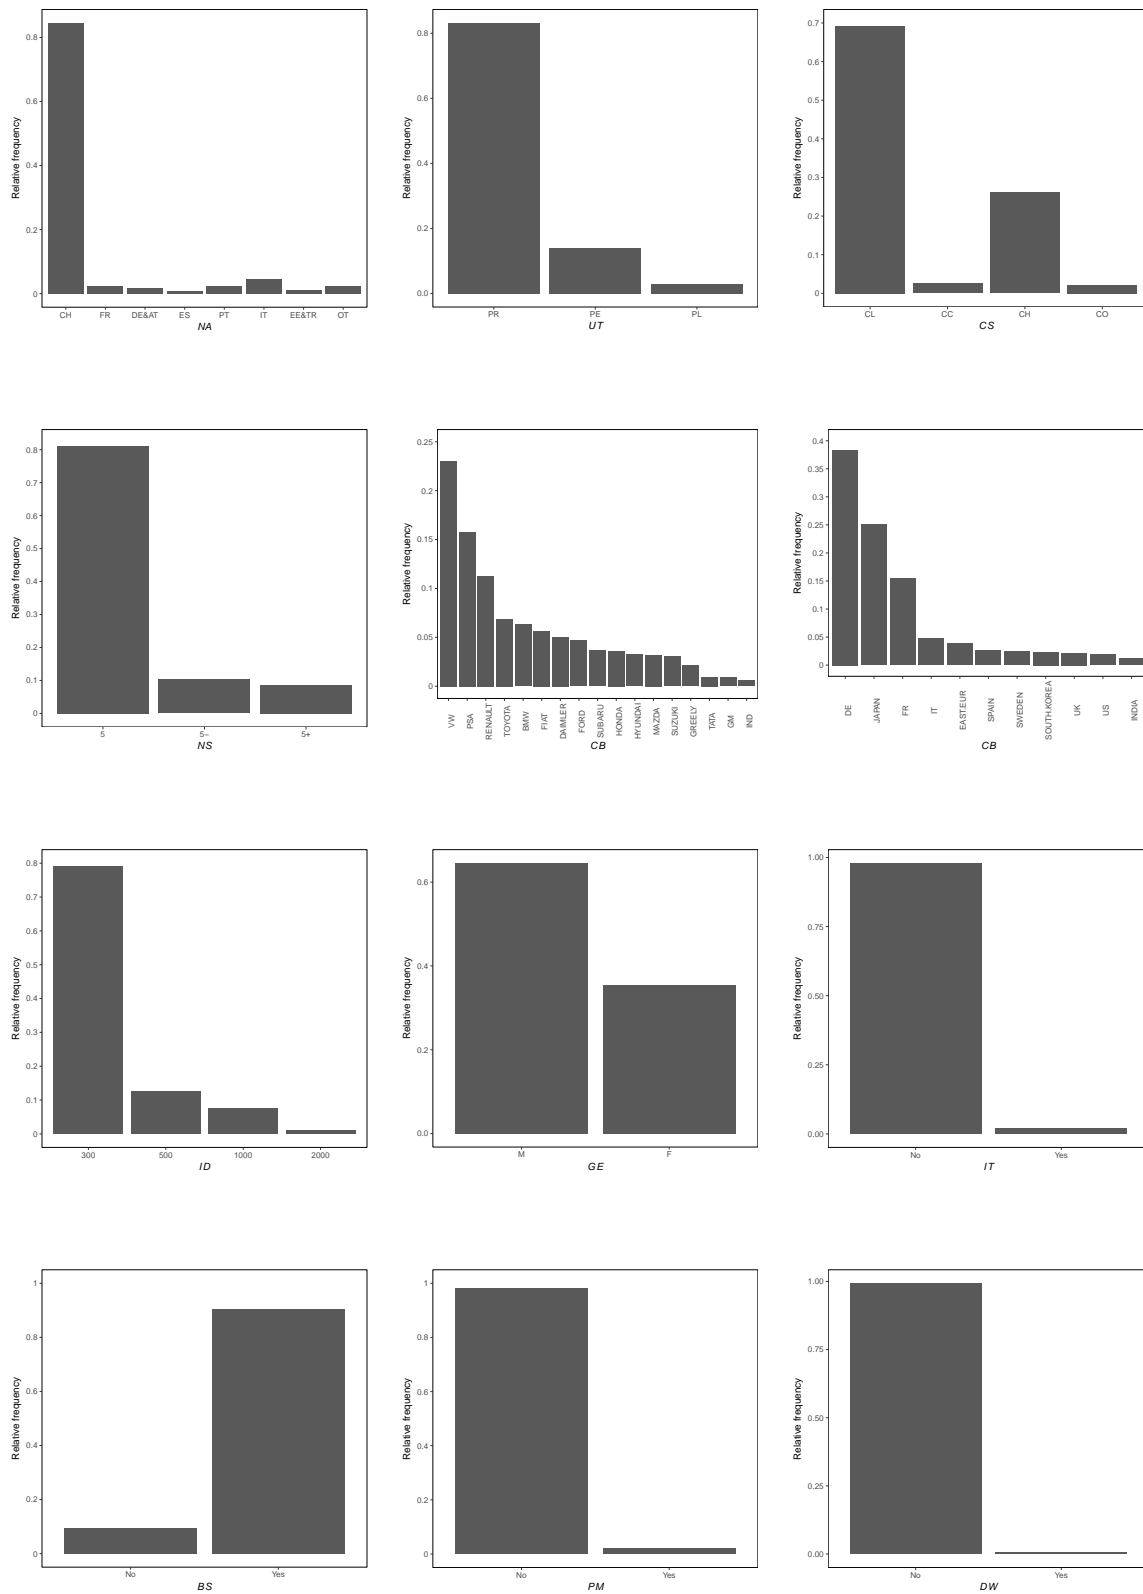 Relative frequency
0.8
0.6
0.4
0.2
0
CH FR DE&AT ES PT IT EE&TR OT
NA
Relative frequency
0.8
0.6
0.4
0.2
0.0
PR PE PL
UT
Relative frequency
0.7
0.6
0.5
0.4
0.3
0.2
0.1
0
CL CC CH CO
CS
Relative frequency
0.8
0.7
0.6
0.5
0.4
0.3
0.2
0.1
0
5 5− 5+
NS
Relative frequency
0.25
0.2
0.15
0.1
0.05
0
VW
PSA
RENAULT
TOYOTA
BMW
FIAT
DAIMLER
FORD
SUBARU
HONDA
HYUNDAI
MAZDA
SUZUKI
GREELY
TATA
GM
IND
CB
Relative frequency
0.4
0.35
0.3
0.25
0.2
0.15
0.1
0.05
0
DE
JAPAN
FR
IT
EAST.EUR
SPAIN
SWEDEN
SOUTH.KOREA
UK
US
INDIA
CB
Relative frequency
0.8
0.7
0.6
0.5
0.4
0.3
0.2
0.1
0
300 500 1000 2000
ID
Relative frequency
0.6
0.4
0.2
0.0
M F
GE
Relative frequency
1.00
0.75
0.50
0.25
0.00
No Yes
IT
Relative frequency
1
0.8
0.6
0.4
0.2
0
No Yes
BS
Relative frequency
1
0.8
0.6
0.4
0.2
0
No Yes
PM
Relative frequency
1.00
0.75
0.50
0.25
0.00
No Yes
DW